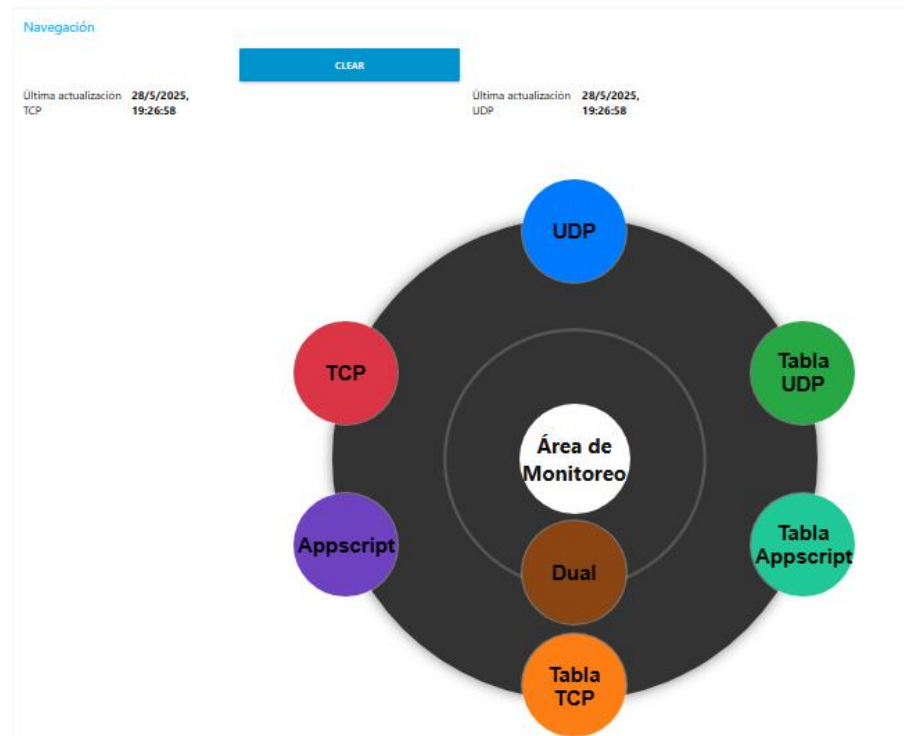 Navegación
CLEAR
Última actualización TCP
28/5/2025, 19:26:58
Última actualización UDP
28/5/2025, 19:26:58
UDP
TCP
Tabla
UDP
Área de
Monitoreo
Appscript
Tabla
Appscript
Dual
Tabla
TCP